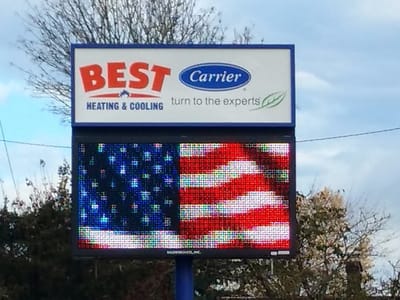 BEST
HEATING & COOLING
Carrier
turn to the experts